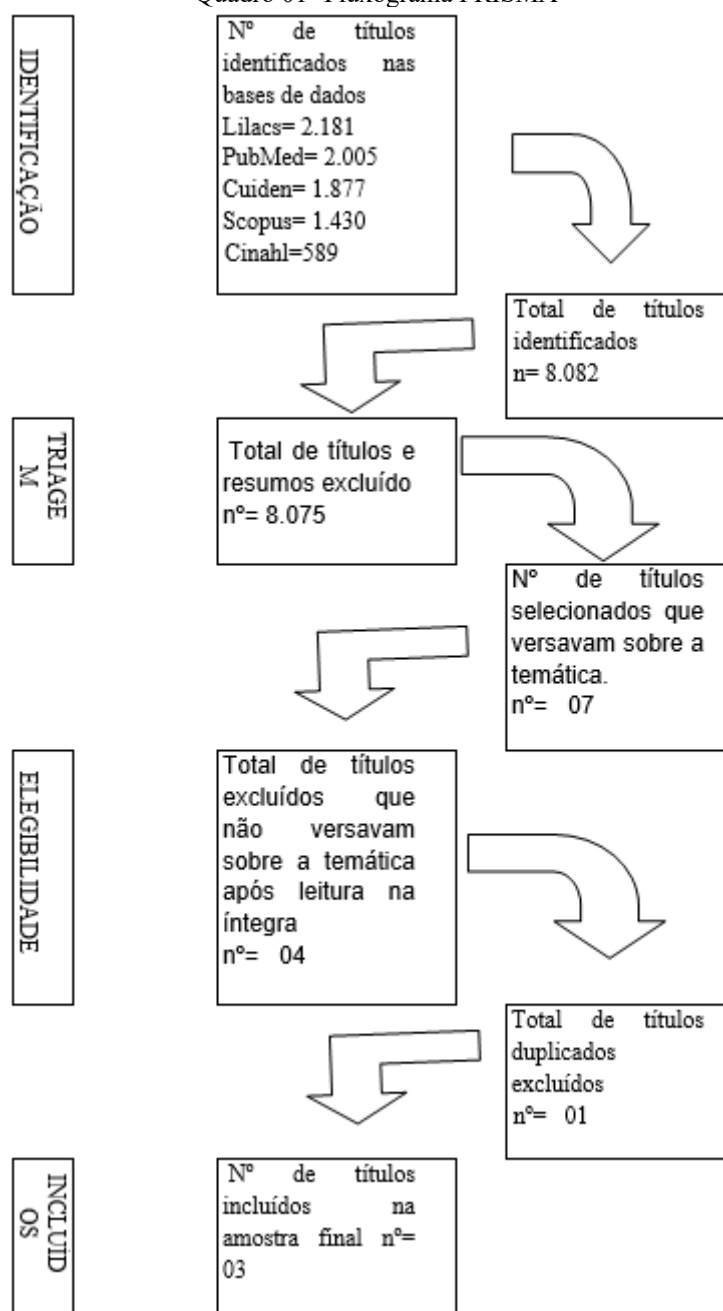 Quadro 01- Fluxograma PRISMA
IDENTIFICAÇÃO
Nº de títulos
identificados nas
bases de dados
Lilacs= 2.181
PubMed= 2.005
Cuiden= 1.877
Scopus= 1.430
Cinahl=589
Total de títulos
identificados
n= 8.082
TRIAGE
M
Total de títulos e
resumos excluído
nº= 8.075
Nº de títulos
selecionados que
versavam sobre a
temática.
nº= 07
ELEGIBILIDADE
Total de títulos
excluídos que
não versavam
sobre a temática
após leitura na
íntegra
nº= 04
Total de títulos
duplicados
excluídos
nº= 01
INCLUÍD
OS
Nº de títulos
incluídos na
amostra final nº=
03